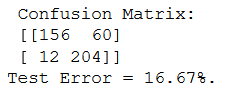 Confusion Matrix:
[[156  60]
[ 12 204]]
Test Error = 16.67%.